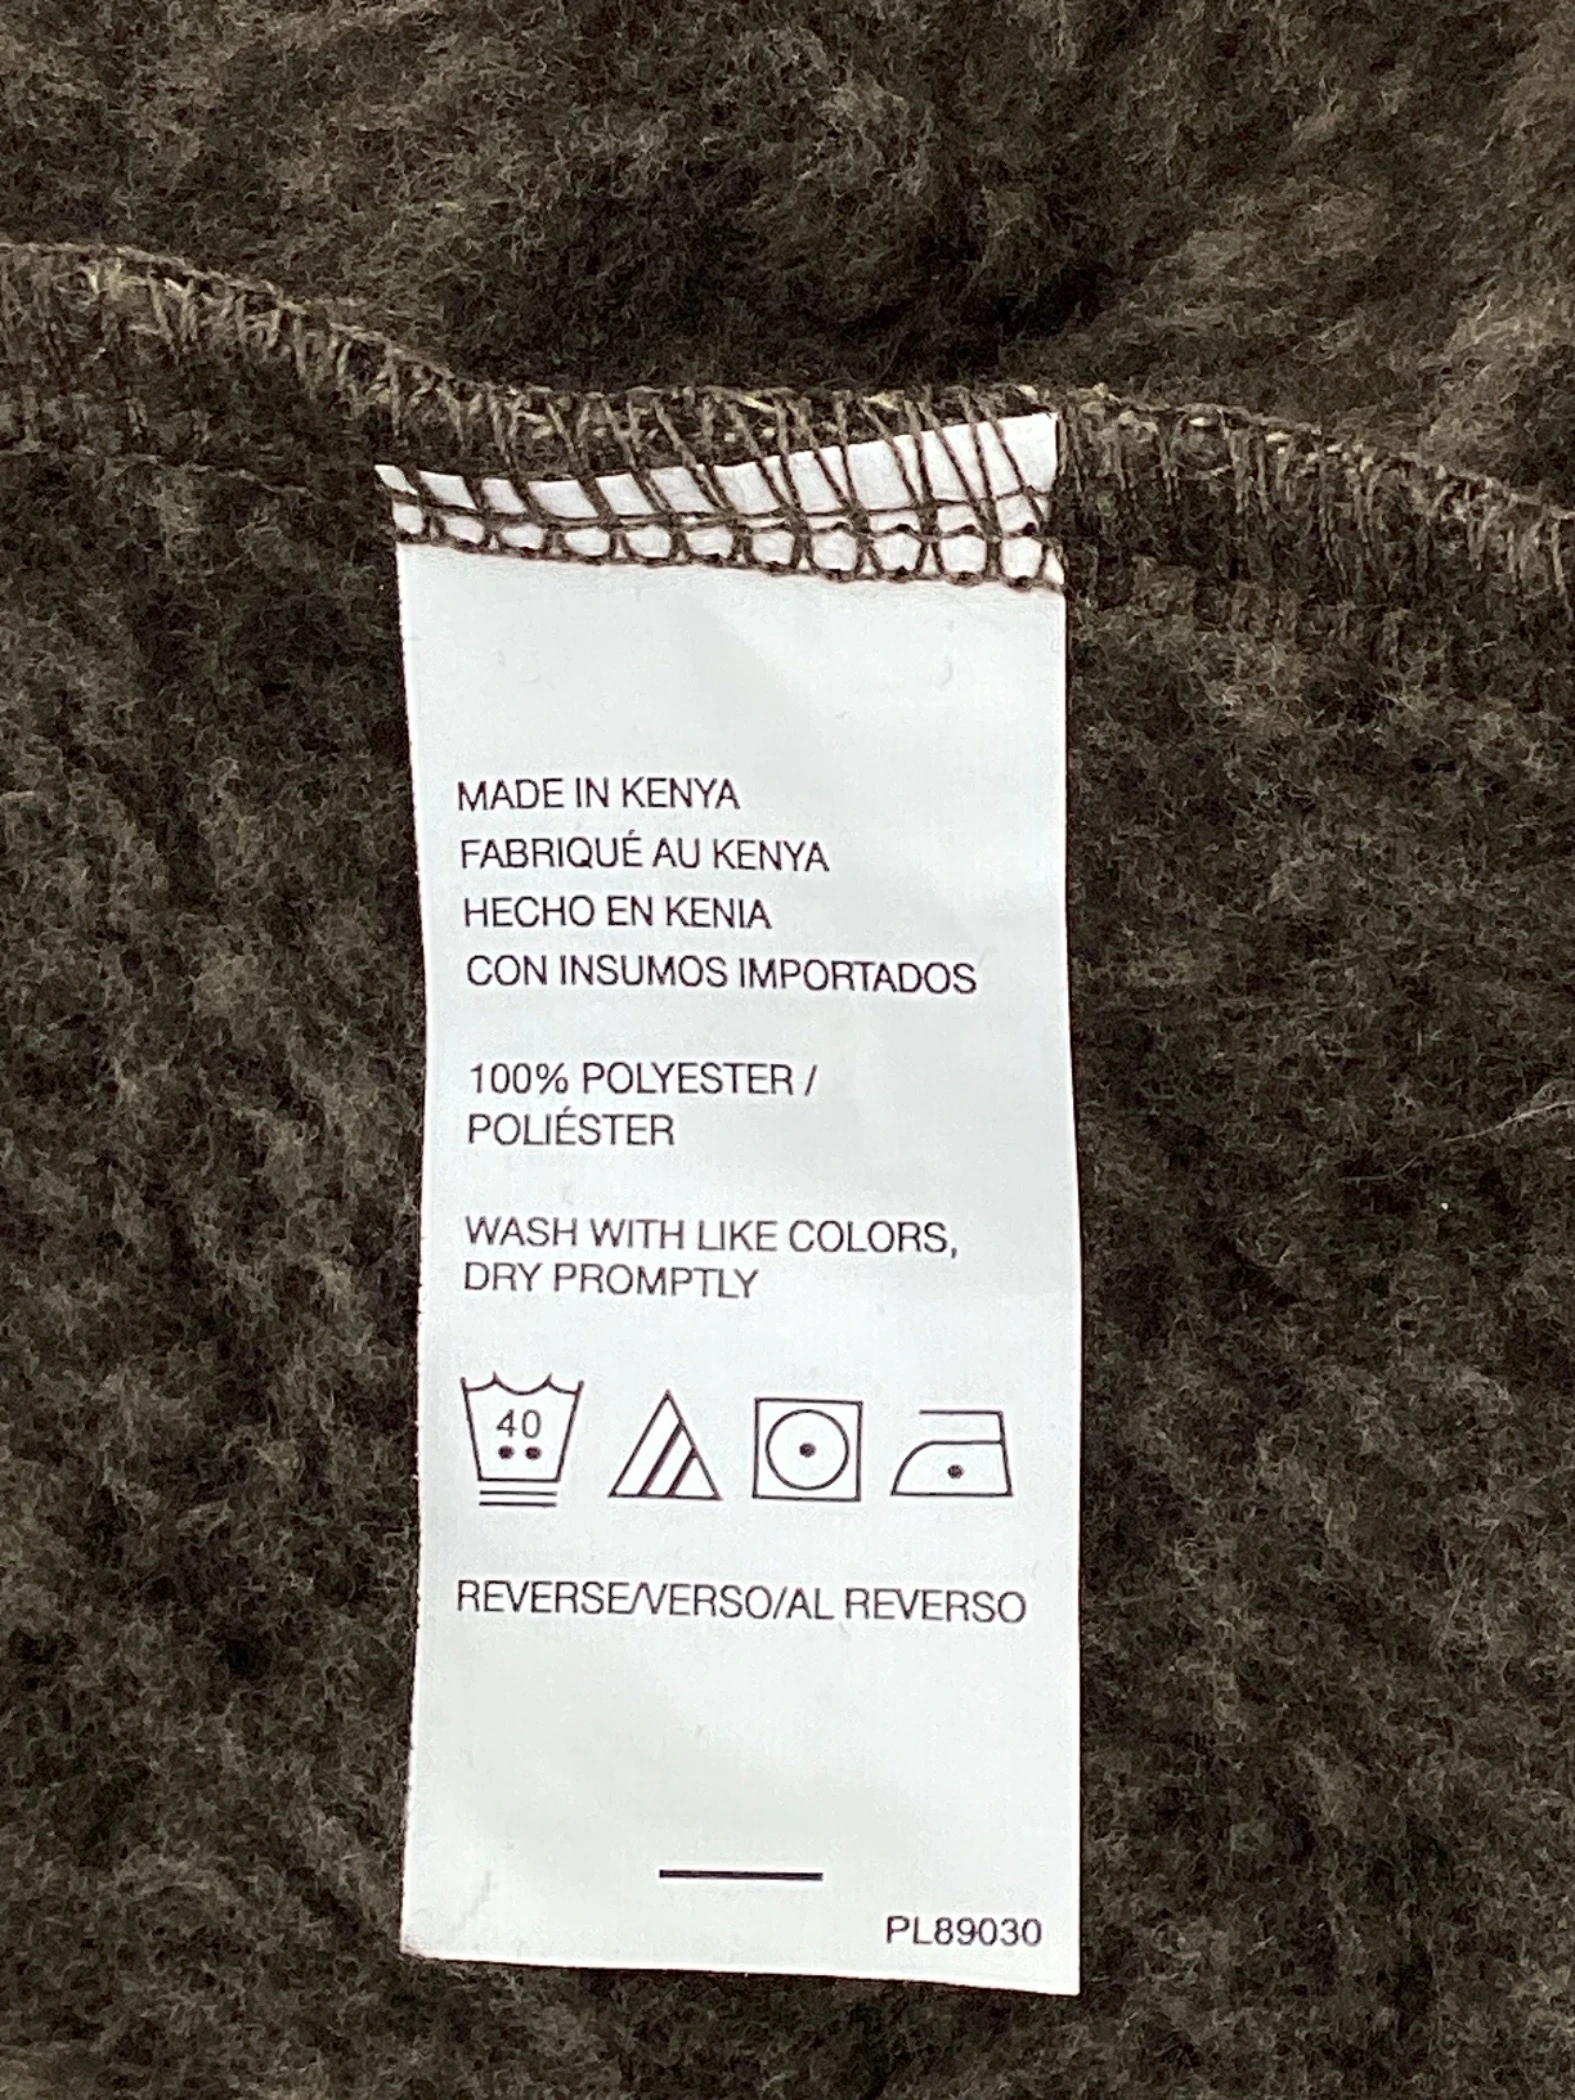 MADE IN KENYA
FABRIQUÉ AU KENYA
HECHO EN KENIA
CON INSUMOS IMPORTADOS
100% POLYESTER /
POLIÉSTER
WASH WITH LIKE COLORS,
DRY PROMPTLY
40
REVERSE/VERSO/AL REVERSO
PL89030